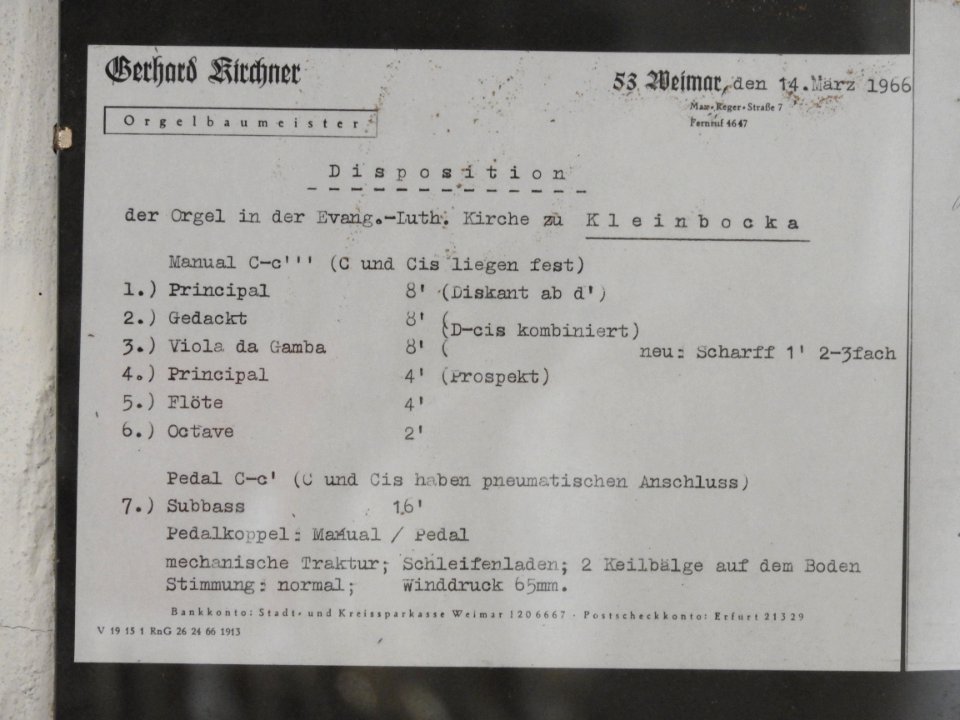 Gerhard Kirchner
53 Weimar, den 14. März 1966
Orgelbaumeister
Max-Reger-Straße 7
Fernruf 4647
Disposition
der Orgel in der Evang.-Luth. Kirche zu Kleinbocka
Manual C-c''' (C und Cis liegen fest)
1.) Principal 8' (Diskant ab d')
2.) Gedackt 8' (
(D-cis kombiniert)
3.) Viola da Gamba 8' ( neu: Scharff 1' 2-3fach
4.) Principal 4' (Prospekt)
5.) Flöte 4'
6.) Octave 2'
Pedal C-c' (C und Cis haben pneumatischen Anschluss)
7.) Subbass 16'
Pedalkoppel: Manual / Pedal
mechanische Traktur; Schleifenladen; 2 Keilbälge auf dem Boden
Stimmung: normal; Winddruck 65mm.
Bankkonto: Stadt- und Kreissparkasse Weimar 1206667 · Postscheckkonto: Erfurt 21329
V 19 15 1 RnG 26 24 66 1913